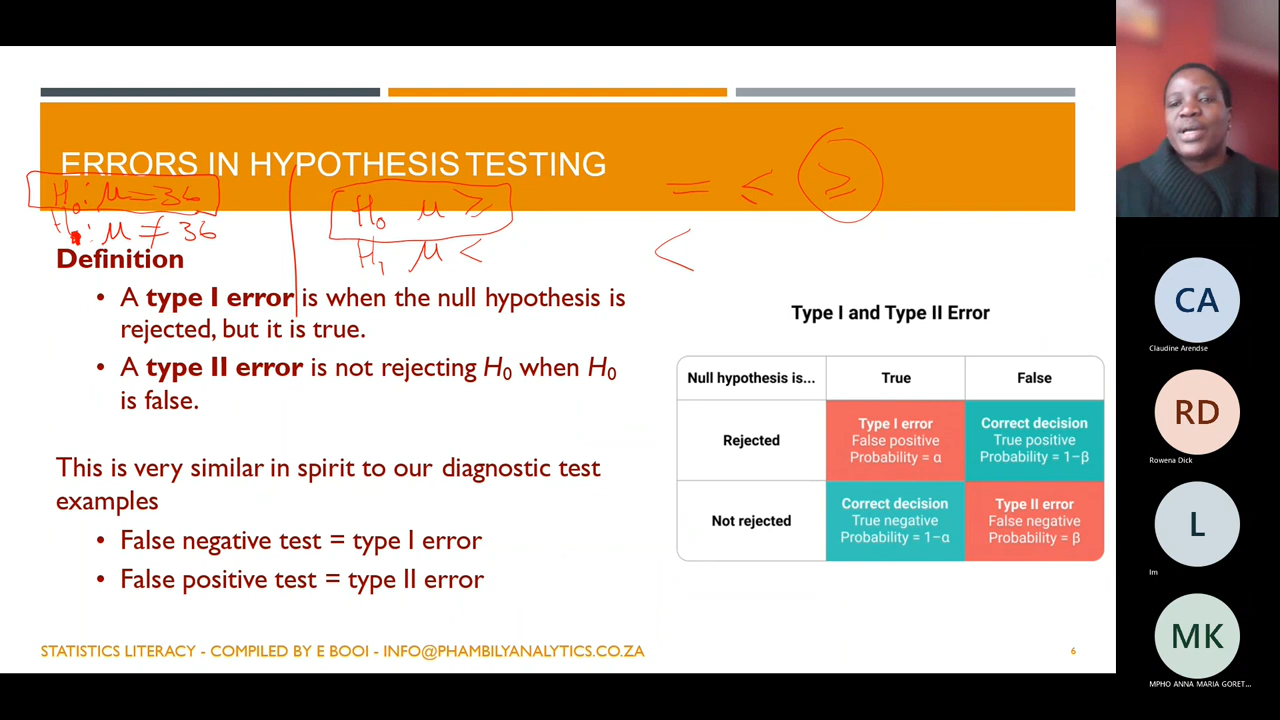 ERRORS IN HYPOTHESIS TESTING
H₀: μ = 36
: μ ≠ 36
H₀ μ ≥
H₁ μ <
= ≤ ≥
<
Definition
• A type I error is when the null hypothesis is
rejected, but it is true.
• A type II error is not rejecting H₀ when H₀
is false.
This is very similar in spirit to our diagnostic test
examples
• False negative test = type I error
• False positive test = type II error
Type I and Type II Error
Null hypothesis is... True False
Rejected
Type I error
False positive
Probability = α
Correct decision
True positive
Probability = 1−β
Not rejected
Correct decision
True negative
Probability = 1−α
Type II error
False negative
Probability = β
STATISTICS LITERACY - COMPILED BY E BOOI - INFO@PHAMBILYANALYTICS.CO.ZA
6
CA
Claudine Arendse
RD
Rowena Dick
L
lm
MK
MPHO ANNA MARIA GORET...